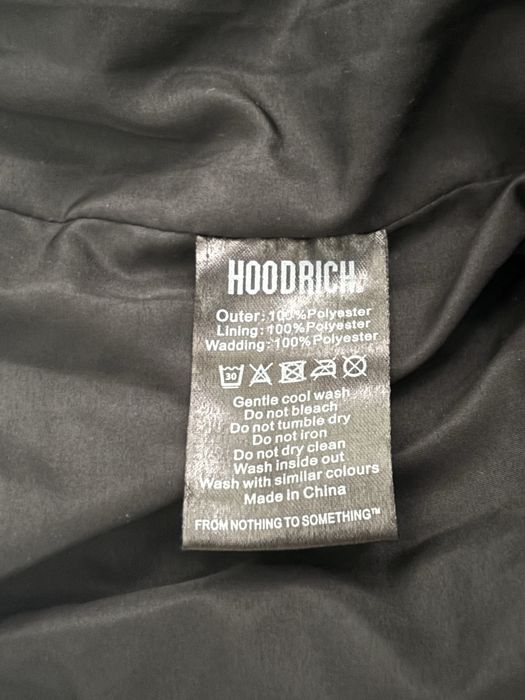 HOODRICH.
Outer: 100%Polyester
Lining: 100%Polyester
Wadding: 100%Polyester
30
Gentle cool wash
Do not bleach
Do not tumble dry
Do not iron
Do not dry clean
Wash inside out
Wash with similar colours
Made in China
FROM NOTHING TO SOMETHING™